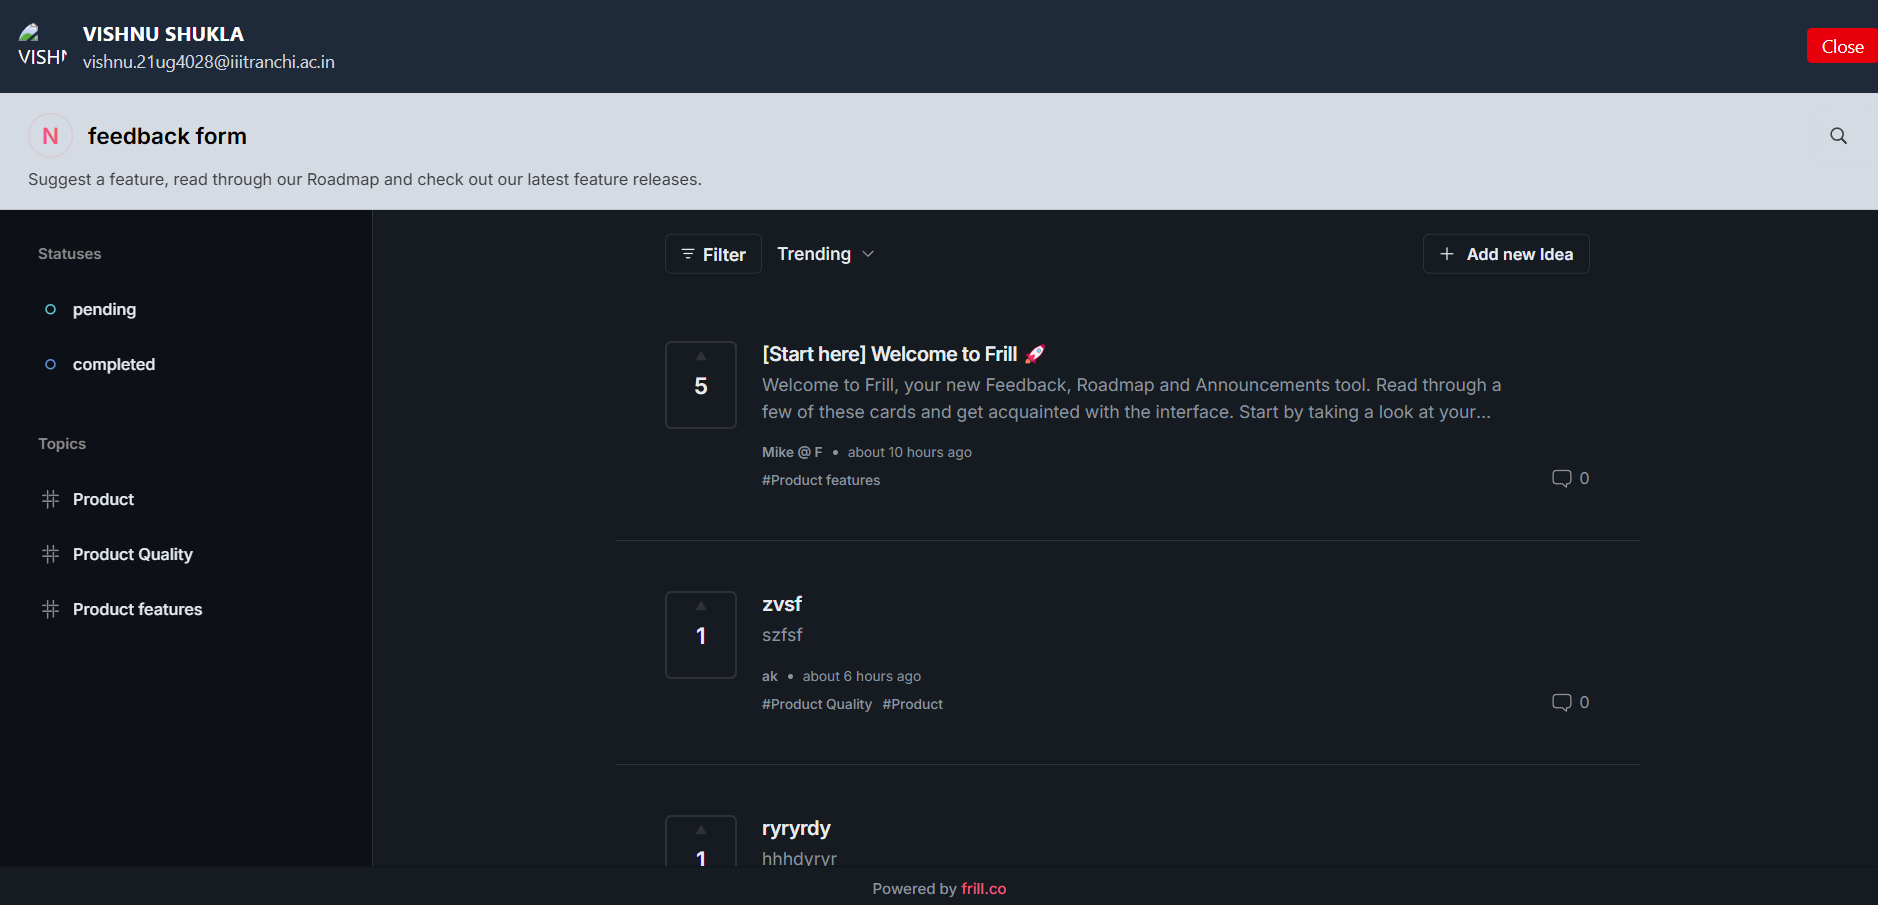 VISHNU SHUKLA
VISHN
vishnu.21ug4028@iiitranchi.ac.in
Close
N
feedback form
Suggest a feature, read through our Roadmap and check out our latest feature releases.
Statuses
pending
completed
Topics
Product
Product Quality
Product features
Filter
Trending
Add new Idea
5
[Start here] Welcome to Frill 🚀
Welcome to Frill, your new Feedback, Roadmap and Announcements tool. Read through a
few of these cards and get acquainted with the interface. Start by taking a look at your...
Mike @ F • about 10 hours ago
#Product features
0
1
zvsf
szfsf
ak • about 6 hours ago
#Product Quality #Product
0
1
ryryrdy
hhhdyryr
Powered by frill.co